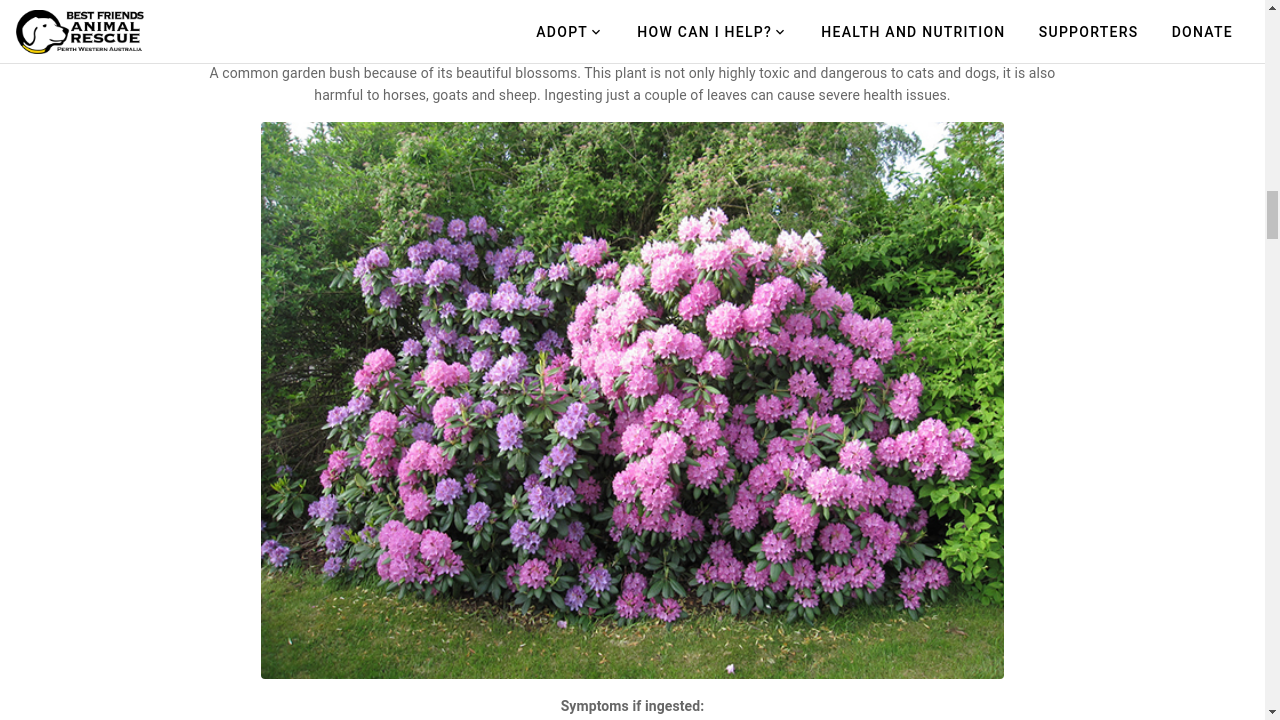 BEST FRIENDS
ANIMAL
RESCUE
PERTH WESTERN AUSTRALIA
ADOPT
HOW CAN I HELP?
HEALTH AND NUTRITION
SUPPORTERS
DONATE
A common garden bush because of its beautiful blossoms. This plant is not only highly toxic and dangerous to cats and dogs, it is also
harmful to horses, goats and sheep. Ingesting just a couple of leaves can cause severe health issues.
Symptoms if ingested: